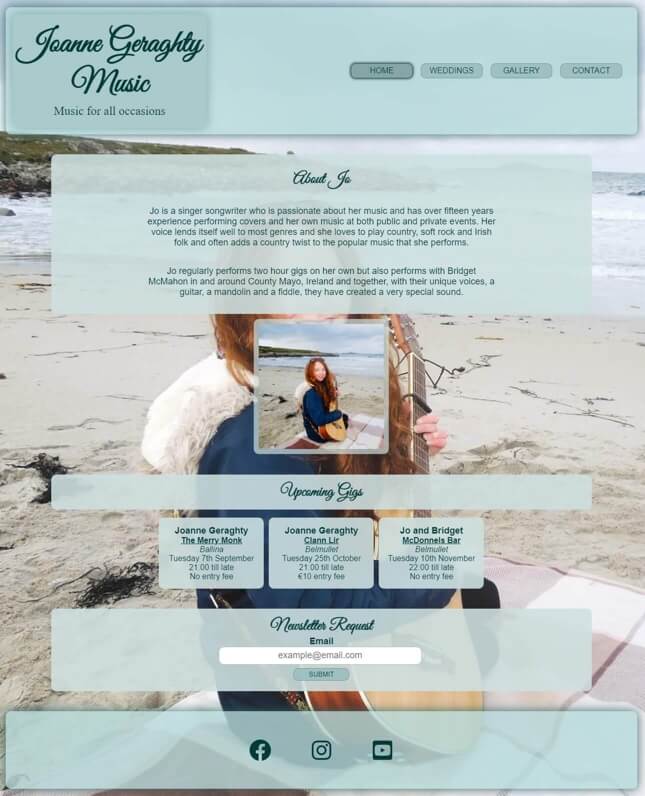 Joanne Geraghty
Music
Music for all occasions
HOME
WEDDINGS
GALLERY
CONTACT
About Jo
Jo is a singer songwriter who is passionate about her music and has over fifteen years
experience performing covers and her own music at both public and private events. Her
voice lends itself well to most genres and she loves to play country, soft rock and Irish
folk and often adds a country twist to the popular music that she performs.
Jo regularly performs two hour gigs on her own but also performs with Bridget
McMahon in and around County Mayo, Ireland and together, with their unique voices, a
guitar, a mandolin and a fiddle, they have created a very special sound.
Upcoming Gigs
Joanne Geraghty
The Merry Monk
Ballina
Tuesday 7th September
21:00 till late
No entry fee
Joanne Geraghty
Clann Lir
Belmullet
Tuesday 25th October
21:00 till late
€10 entry fee
Jo and Bridget
McDonnels Bar
Belmullet
Tuesday 10th November
22:00 till late
No entry fee
Newsletter Request
Email
example@email.com
SUBMIT